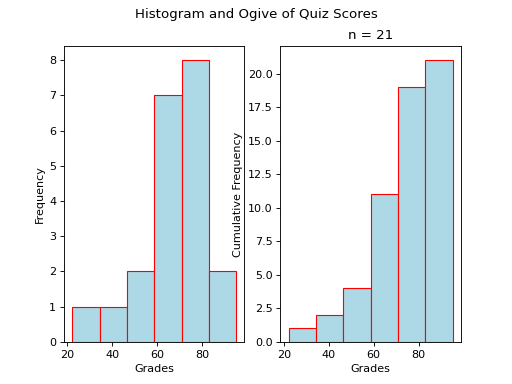 Histogram and Ogive of Quiz Scores
n = 21
8
7
6
5
4
3
2
1
0
Frequency
20 40 60 80
Grades
20.0
17.5
15.0
12.5
10.0
7.5
5.0
2.5
0.0
Cumulative Frequency
20 40 60 80
Grades